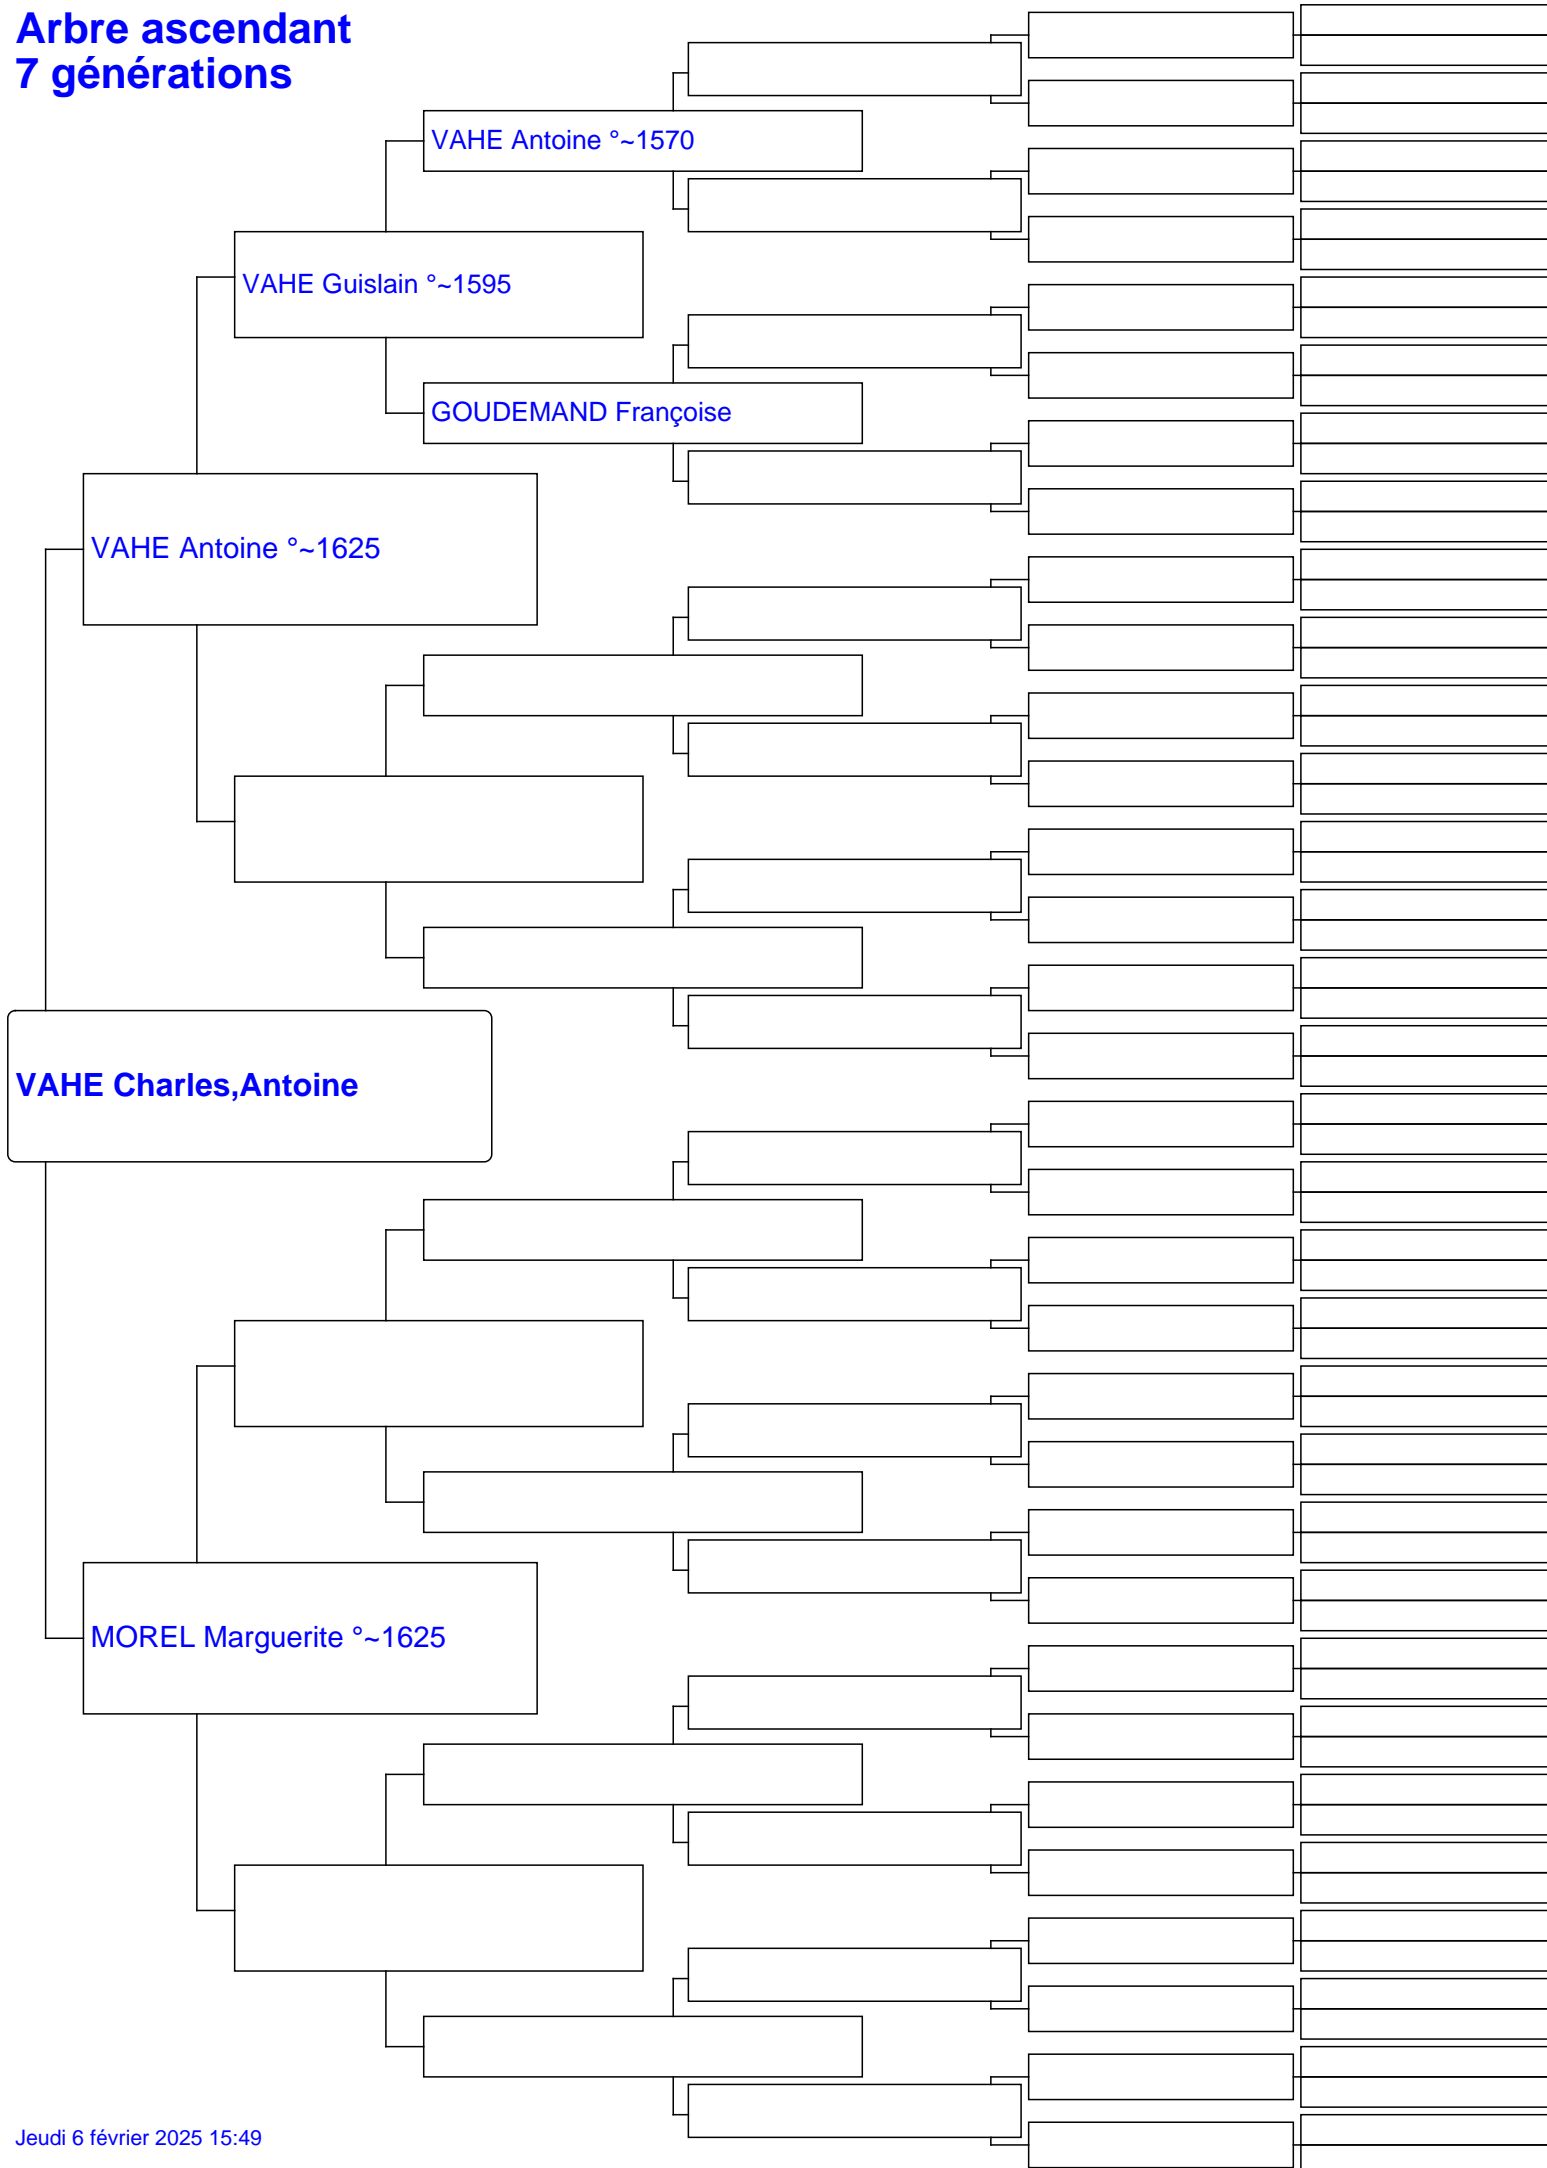 Arbre ascendant
7 générations
VAHE Antoine °~1570
VAHE Guislain °~1595
GOUDEMAND Françoise
VAHE Antoine °~1625
VAHE Charles,Antoine
MOREL Marguerite °~1625
Jeudi 6 février 2025 15:49